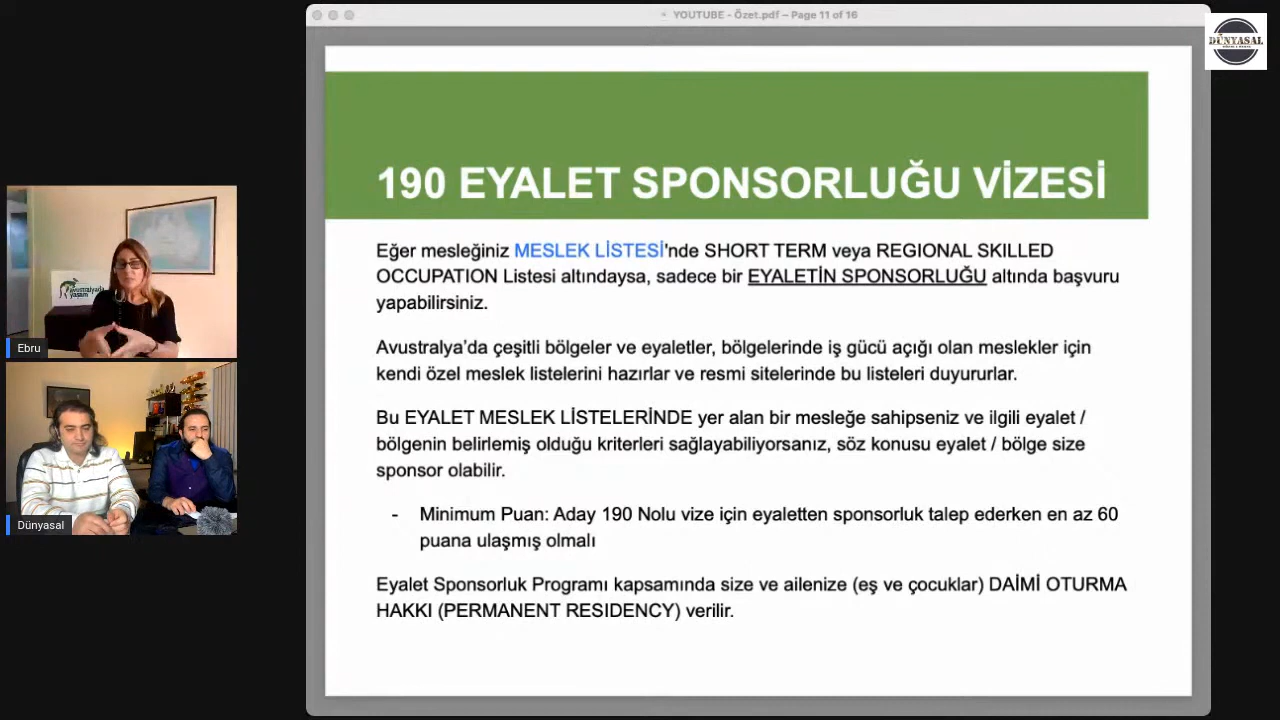 YOUTUBE - Özet.pdf – Page 11 of 16
DÜNYASAL
190 EYALET SPONSORLUĞU VİZESİ
Eğer mesleğiniz MESLEK LİSTESİ'nde SHORT TERM veya REGIONAL SKILLED
OCCUPATION Listesi altındaysa, sadece bir EYALETİN SPONSORLUĞU altında başvuru
yapabilirsiniz.
Avustralya’da çeşitli bölgeler ve eyaletler, bölgelerinde iş gücü açığı olan meslekler için
kendi özel meslek listelerini hazırlar ve resmi sitelerinde bu listeleri duyururlar.
Bu EYALET MESLEK LİSTELERİNDE yer alan bir mesleğe sahipseniz ve ilgili eyalet /
bölgenin belirlemiş olduğu kriterleri sağlayabiliyorsanız, söz konusu eyalet / bölge size
sponsor olabilir.
- Minimum Puan: Aday 190 Nolu vize için eyaletten sponsorluk talep ederken en az 60
puana ulaşmış olmalı
Eyalet Sponsorluk Programı kapsamında size ve ailenize (eş ve çocuklar) DAİMİ OTURMA
HAKKI (PERMANENT RESIDENCY) verilir.
avustralyada
yaşam
Ebru
Dünyasal